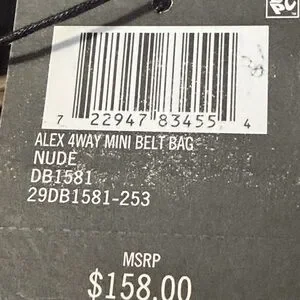 7 22947 83455 4
ALEX 4WAY MINI BELT BAG
NUDE
DB1581
29DB1581-253
MSRP
$158.00